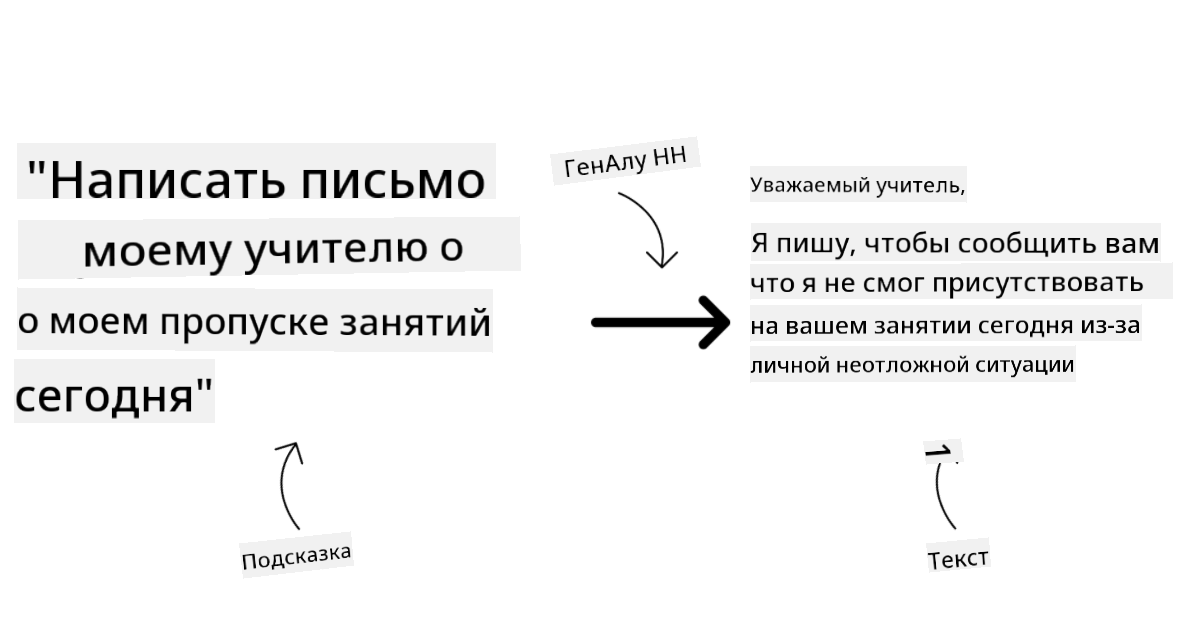 "Написать письмо
моему учителю о
о моем пропуске занятий
сегодня"
Подсказка
ГенАлу НН
Уважаемый учитель,
Я пишу, чтобы сообщить вам
что я не смог присутствовать
на вашем занятии сегодня из-за
личной неотложной ситуации
Текст